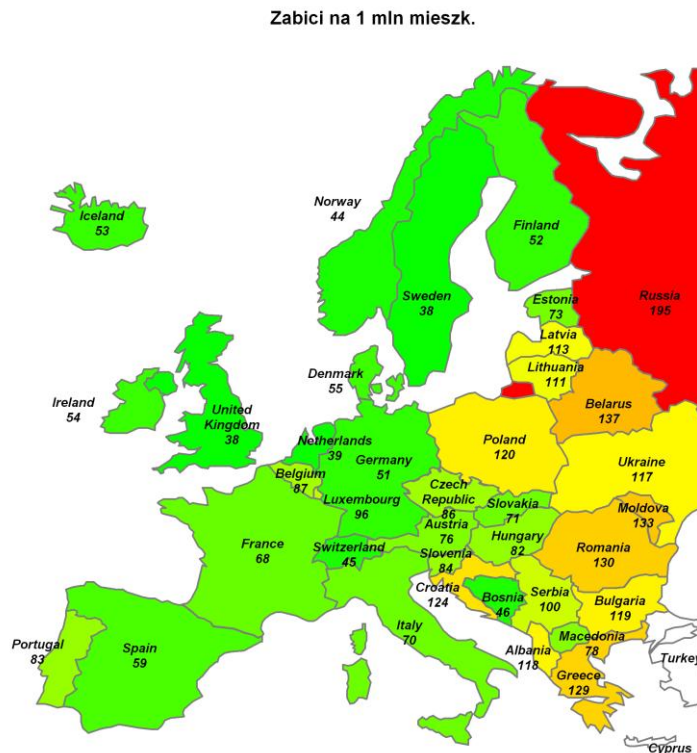 Zabici na 1 mln mieszk.
Iceland
53
Norway
44
Finland
52
Sweden
38
Russia
195
Estonia
73
Latvia
113
Lithuania
111
Denmark
55
Ireland
54
United
Kingdom
38
Belarus
137
Netherlands
39
Poland
120
Germany
51
Belgium
87
Ukraine
117
Czech
Republic
86
Luxembourg
96
Slovakia
71
Moldova
133
Austria
76
Hungary
82
France
68
Switzerland
45
Slovenia
84
Romania
130
Croatia
124
Bosnia
46
Serbia
100
Bulgaria
119
Italy
70
Portugal
83
Spain
59
Macedonia
78
Albania
118
Turkey
Greece
129
Cyprus